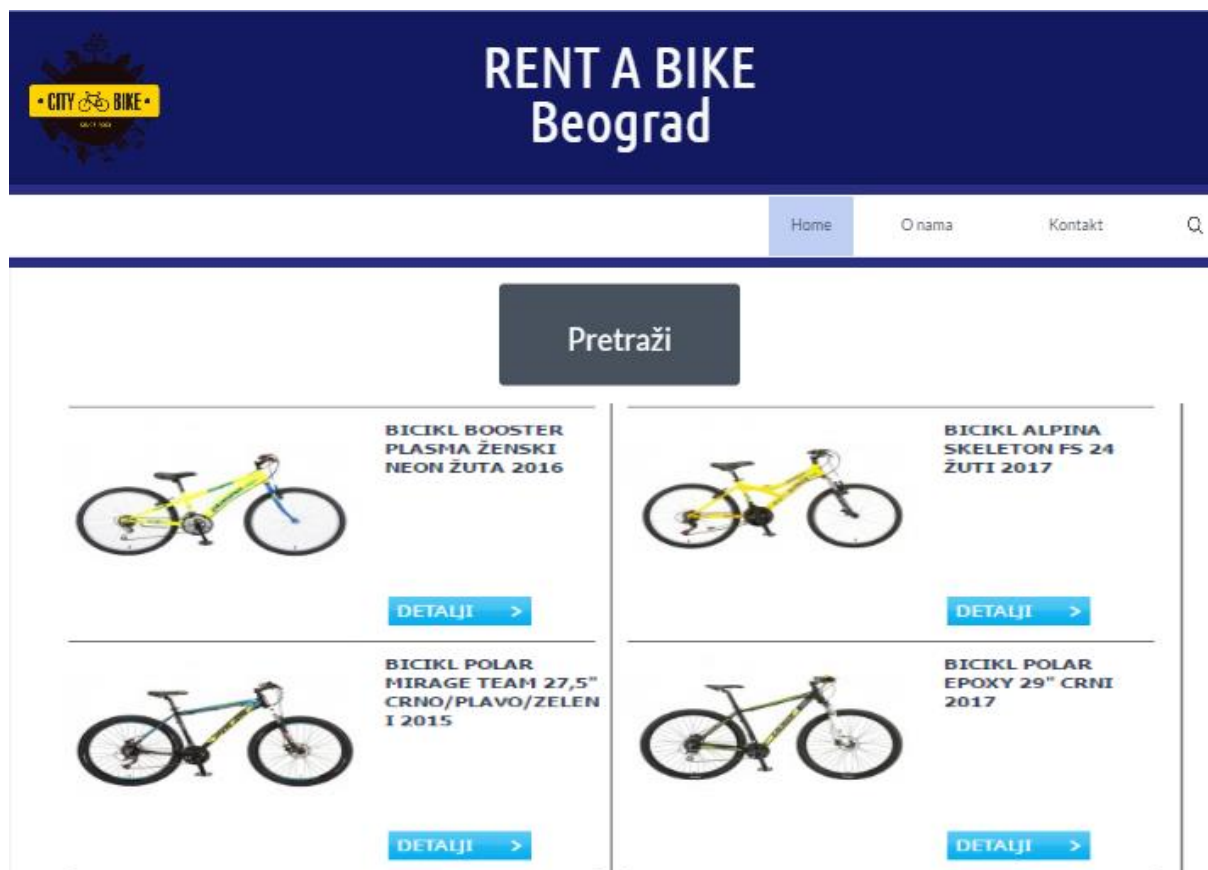 • CITY BIKE •
RENT A BIKE
Beograd
Home
O nama
Kontakt
Pretraži
BICIKL BOOSTER
PLASMA ŽENSKI
NEON ŽUTA 2016
DETALJI >
BICIKL ALPINA
SKELETON FS 24
ŽUTI 2017
DETALJI >
BICIKL POLAR
MIRAGE TEAM 27,5"
CRNO/PLAVO/ZELEN
I 2015
DETALJI >
BICIKL POLAR
EPOXY 29" CRNI
2017
DETALJI >